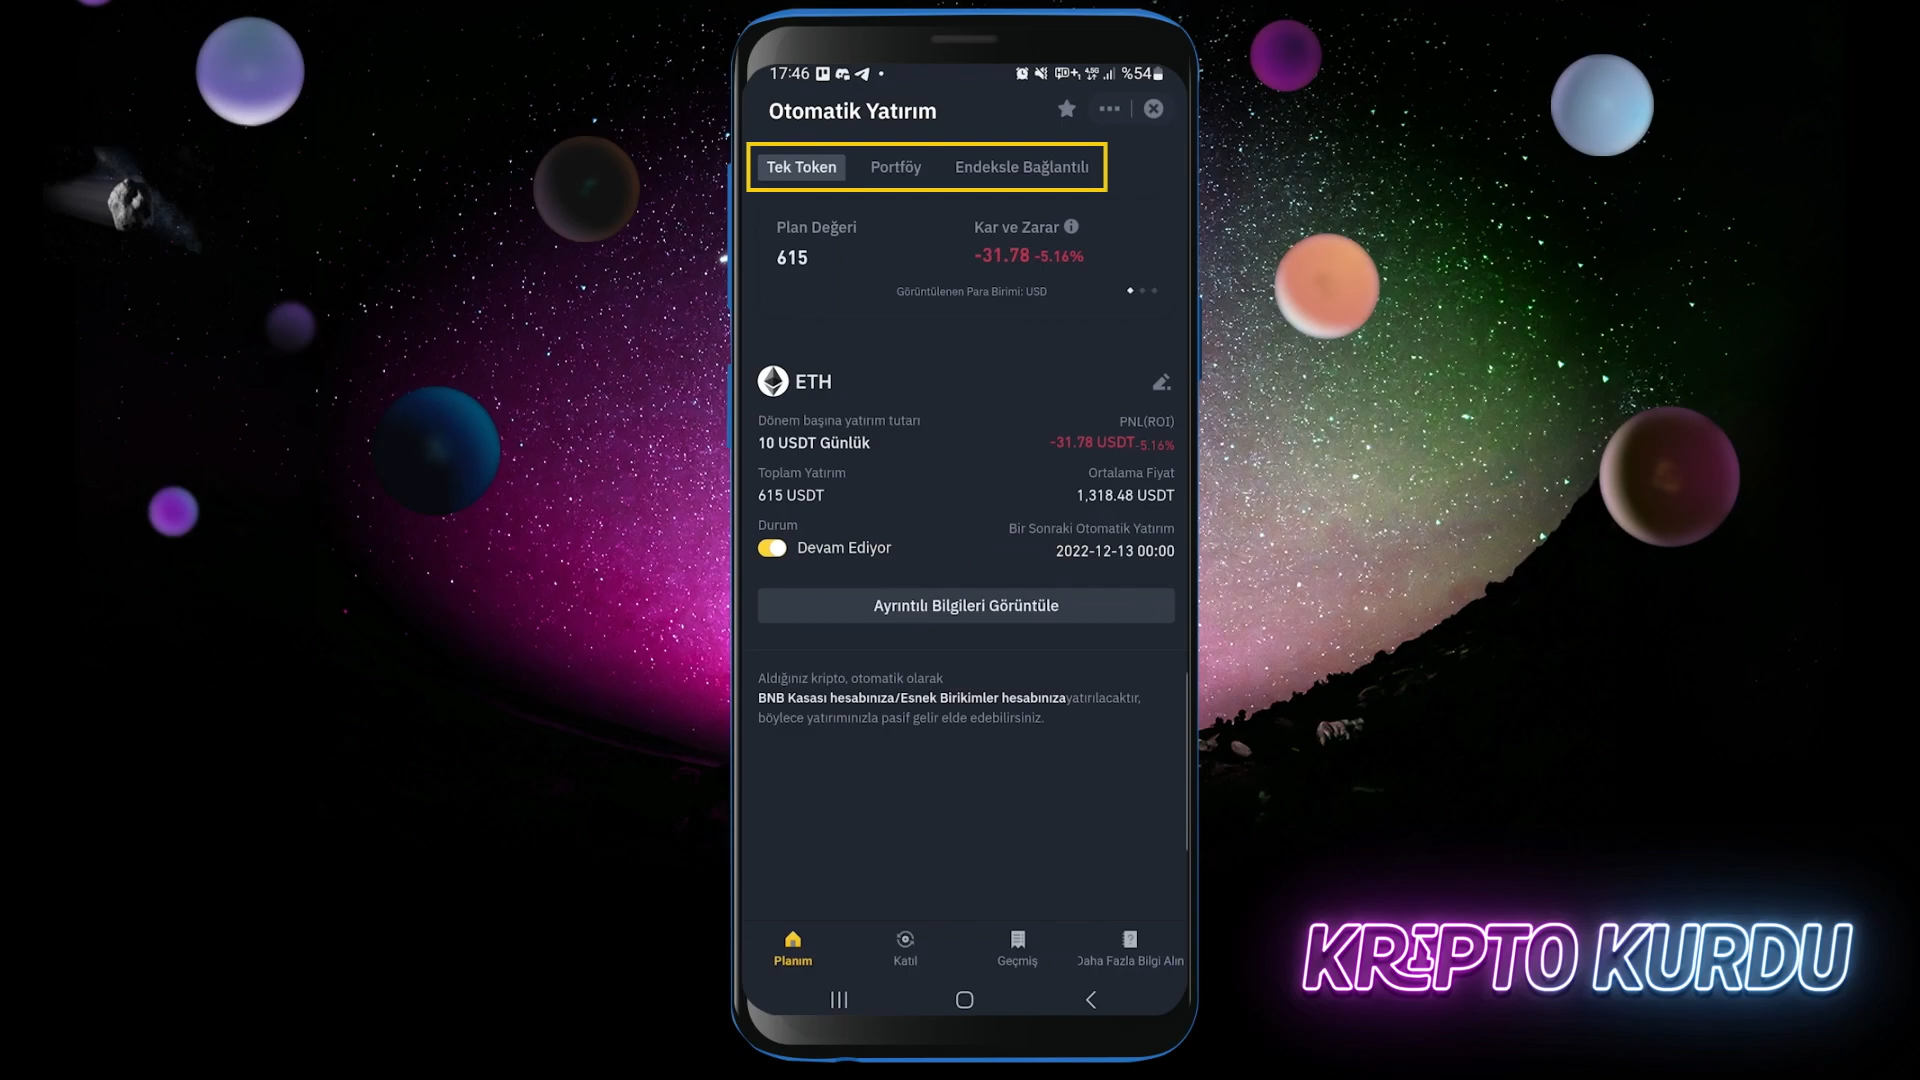 17:46
%54
Otomatik Yatırım
Tek Token Portföy Endeksle Bağlantılı
Plan Değeri Kar ve Zarar
615 -31.78 -5.16%
Görüntülenen Para Birimi: USD
ETH
Dönem başına yatırım tutarı PNL(ROI)
10 USDT Günlük -31.78 USDT -5.16%
Toplam Yatırım Ortalama Fiyat
615 USDT 1,318.48 USDT
Durum Bir Sonraki Otomatik Yatırım
Devam Ediyor 2022-12-13 00:00
Ayrıntılı Bilgileri Görüntüle
Aldığınız kripto, otomatik olarak
BNB Kasası hesabınıza/Esnek Birikimler hesabınızayatırılacaktır,
böylece yatırımınızla pasif gelir elde edebilirsiniz.
Planım Katıl Geçmiş Daha Fazla Bilgi Alın
KRİPTO KURDU